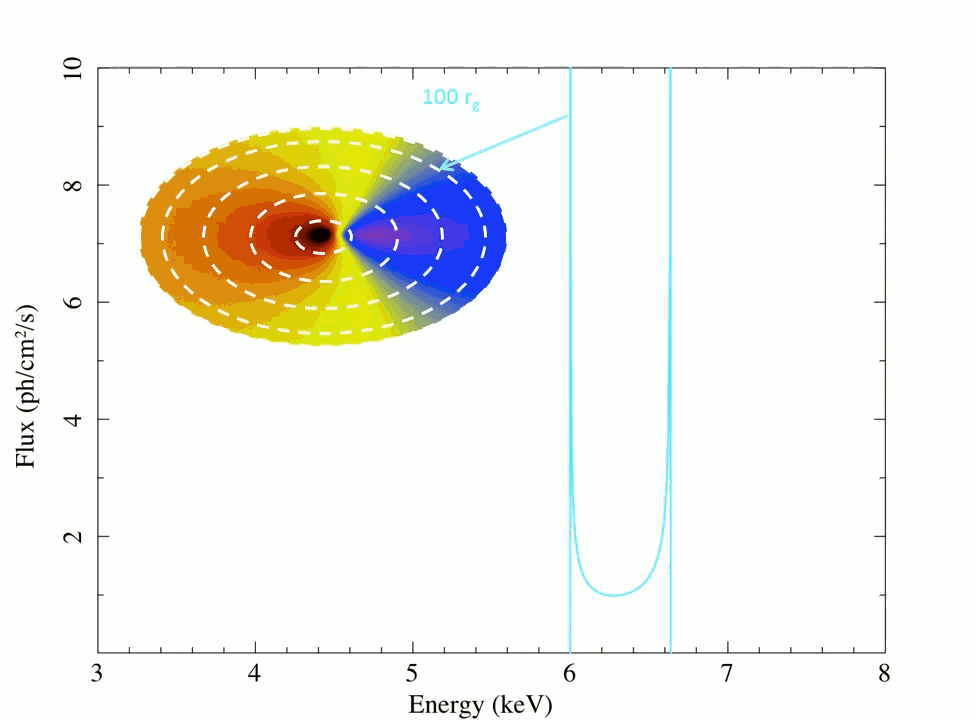 10
100 r_g
8
6
4
2
Flux (ph/cm²/s)
3 4 5 6 7 8
Energy (keV)